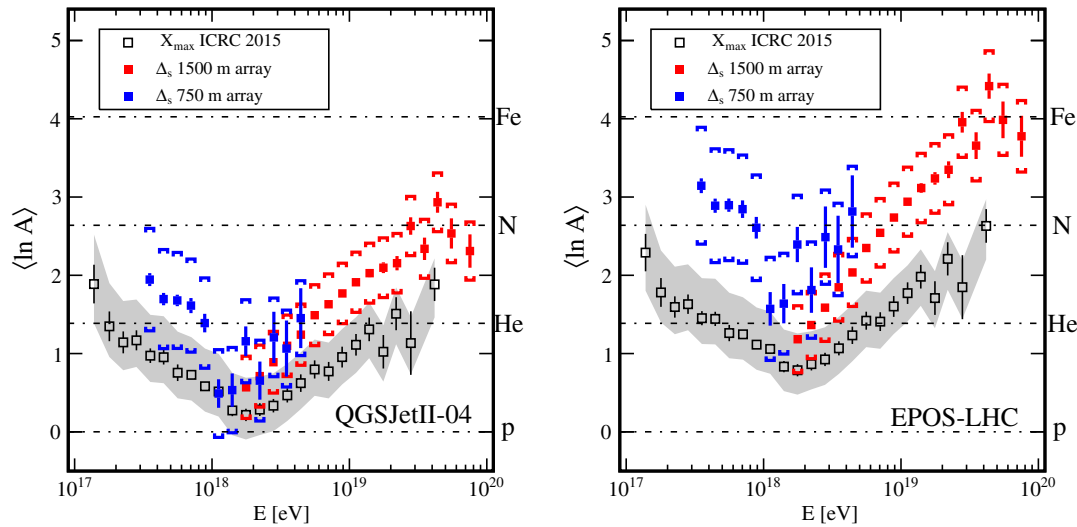 X_max ICRC 2015
Δ_s 1500 m array
Δ_s 750 m array
⟨ln A⟩
5
4
3
2
1
0
Fe
N
He
p
QGSJetII-04
10^17
10^18
10^19
10^20
E [eV]
X_max ICRC 2015
Δ_s 1500 m array
Δ_s 750 m array
⟨ln A⟩
5
4
3
2
1
0
Fe
N
He
p
EPOS-LHC
10^17
10^18
10^19
10^20
E [eV]